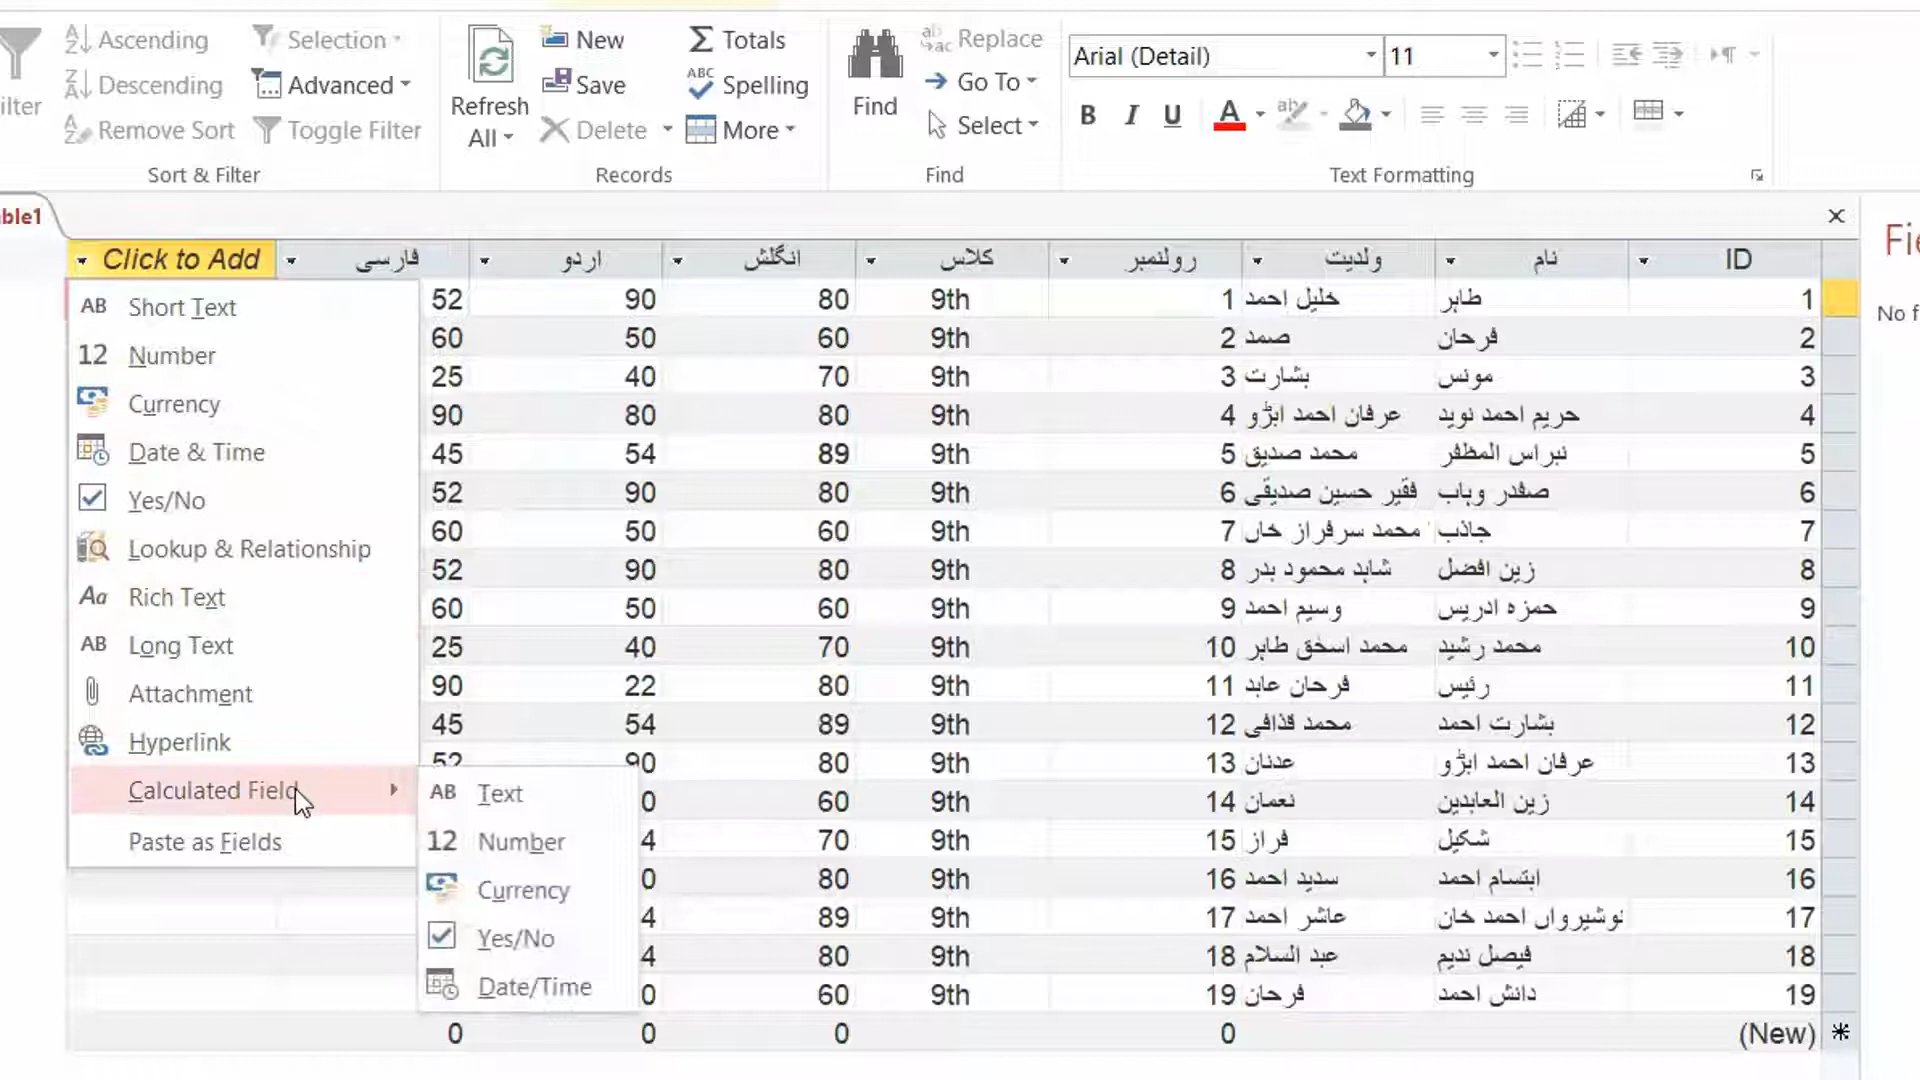 Ascending
Descending
Remove Sort
Selection
Advanced
Toggle Filter
Sort & Filter
Refresh
All
New
Save
Delete
Totals
Spelling
More
Records
Find
Replace
Go To
Select
Find
Arial (Detail) 11
B I U A
Text Formatting
ID نام ولدیت رولنمبر کلاس انگلش اردو فارسی Click to Add
1 طاہر خلیل احمد 1 9th 80 90 52
2 فرحان صمد 2 9th 60 50 60
3 مونس بشارت 3 9th 70 40 25
4 حریم احمد نوید عرفان احمد ابڑو 4 9th 80 80 90
5 نبراس المظفر محمد صدیق 5 9th 89 54 45
6 صفدر وہاب فقیر حسین صدیقی 6 9th 80 90 52
7 جاذب محمد سرفراز خاں 7 9th 60 50 60
8 زین افضل شاہد محمود بدر 8 9th 80 90 52
9 حمزہ ادریس وسیم احمد 9 9th 60 50 60
10 محمد رشید محمد اسحٰق طاہر 10 9th 70 40 25
11 رئیس فرحان عابد 11 9th 80 22 90
12 بشارت احمد محمد قذافی 12 9th 89 54 45
13 عرفان احمد ابڑو عدنان 13 9th 80 90 52
14 زین العابدین نعمان 14 9th 60 0
15 شکیل فراز 15 9th 70 4
16 ابتسام احمد سدید احمد 16 9th 80 0
17 نوشیرواں احمد خان عاشر احمد 17 9th 89 4
18 فیصل ندیم عبد السلام 18 9th 80 4
19 دانش احمد فرحان 19 9th 60 0
(New) 0 0 0 0
Short Text
Number
Currency
Date & Time
Yes/No
Lookup & Relationship
Rich Text
Long Text
Attachment
Hyperlink
Calculated Field
Paste as Fields
Text
Number
Currency
Yes/No
Date/Time